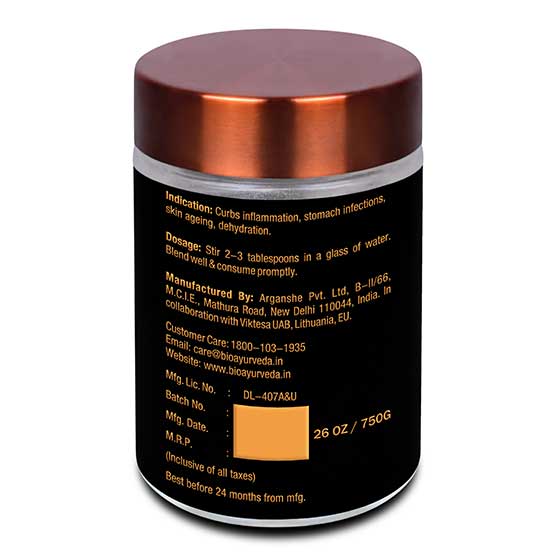 Indication: Curbs inflammation, stomach infections,
skin ageing, dehydration.
Dosage: Stir 2–3 tablespoons in a glass of water.
Blend well & consume promptly.
Manufactured By: Arganshe Pvt. Ltd, B–II/66,
M.C.I.E., Mathura Road, New Delhi 110044, India. In
collaboration with Viktesa UAB, Lithuania, EU.
Customer Care: 1800–103–1935
Email: care@bioayurveda.in
Website: www.bioayurveda.in
Mfg. Lic. No. : DL–407A&U
Batch No. :
Mfg. Date. : 26 OZ / 750G
M.R.P. :
(Inclusive of all taxes)
Best before 24 months from mfg.